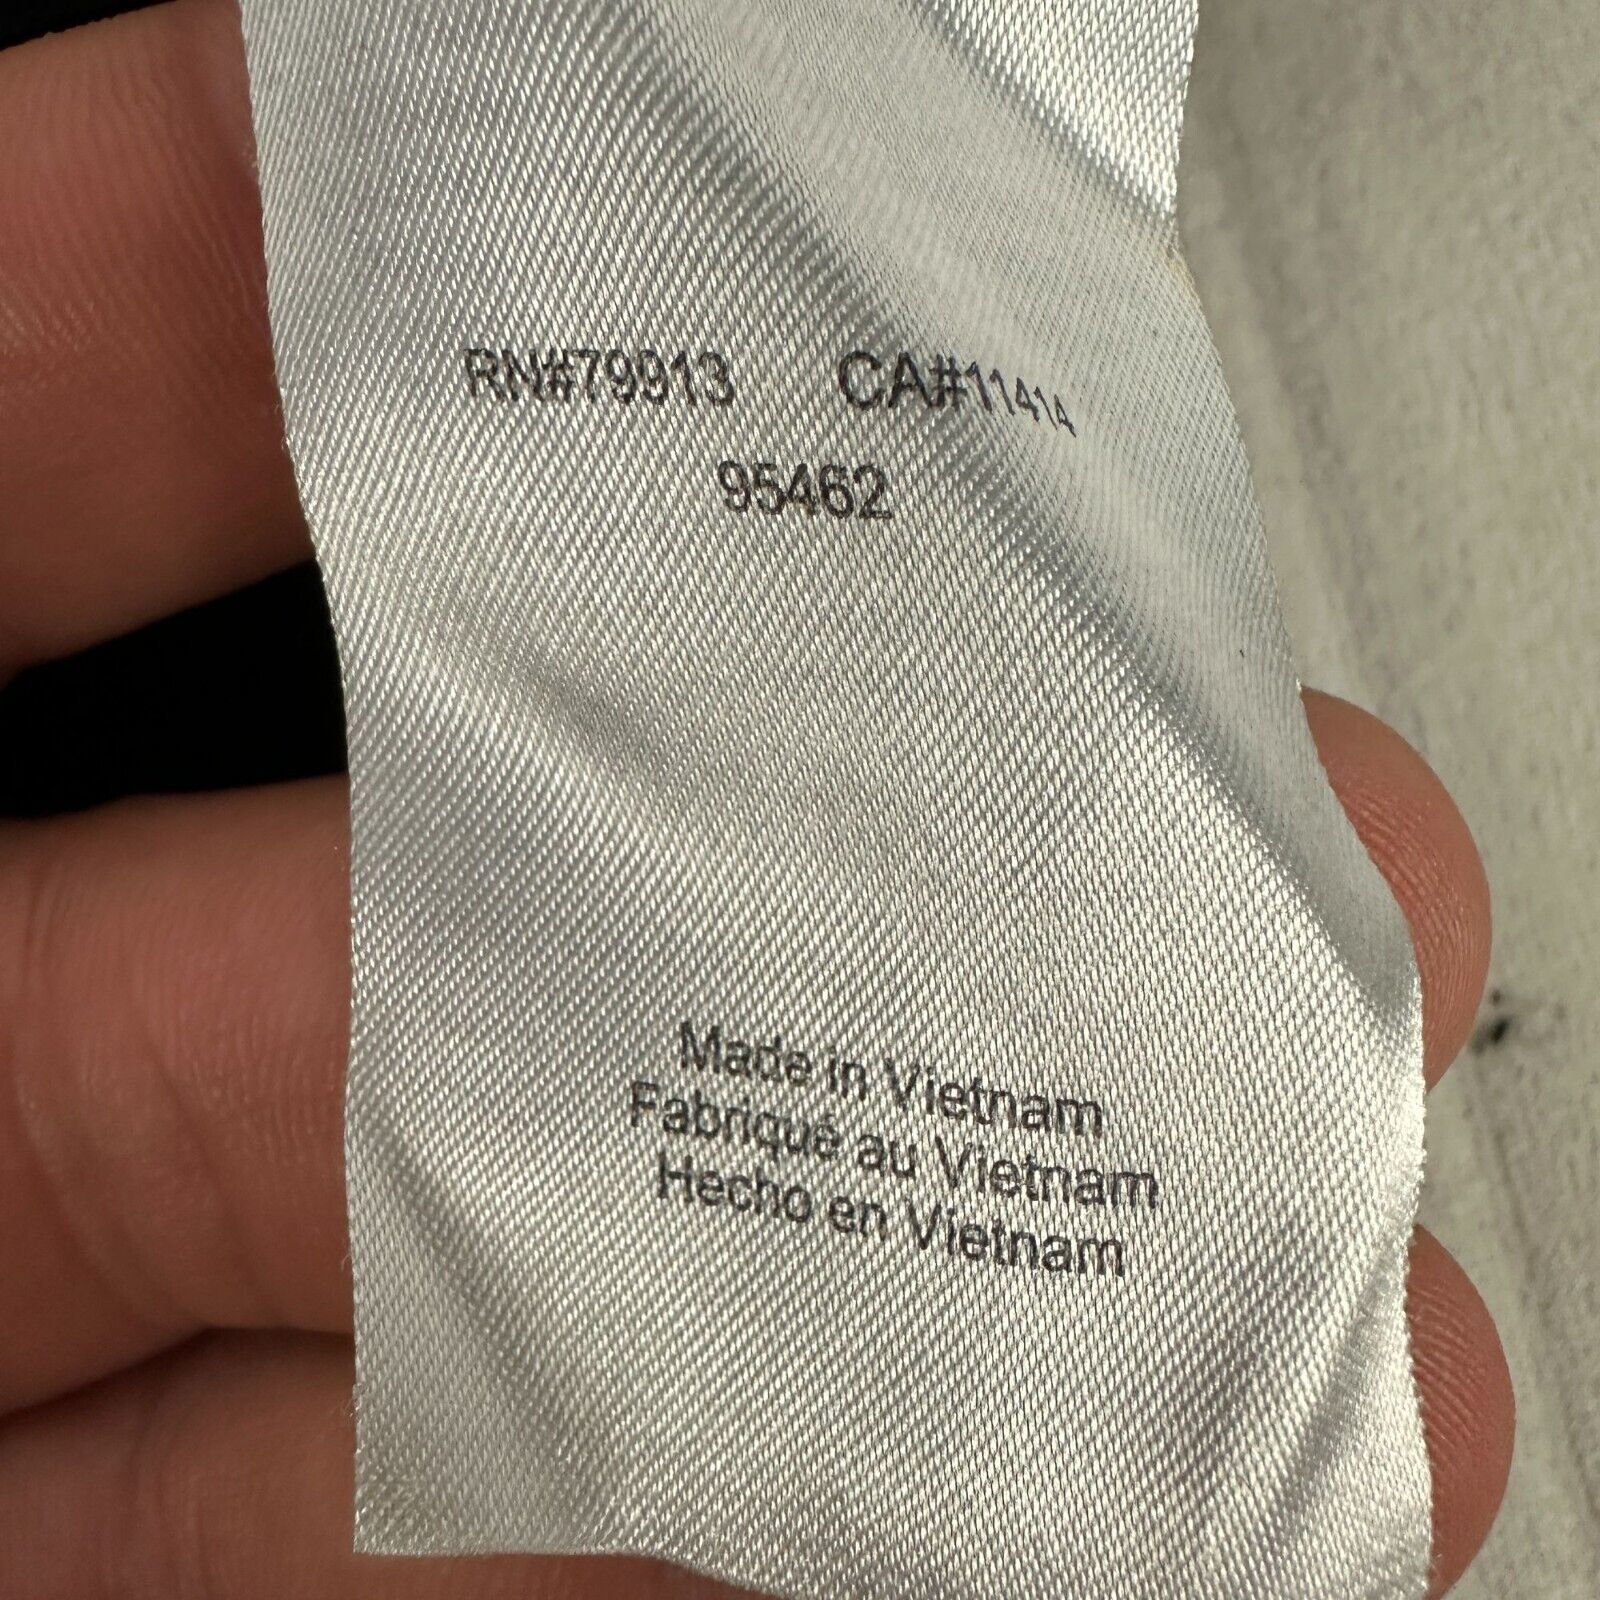 RN#79913 CA#11414
95462
Made in Vietnam
Fabriqué au Vietnam
Hecho en Vietnam